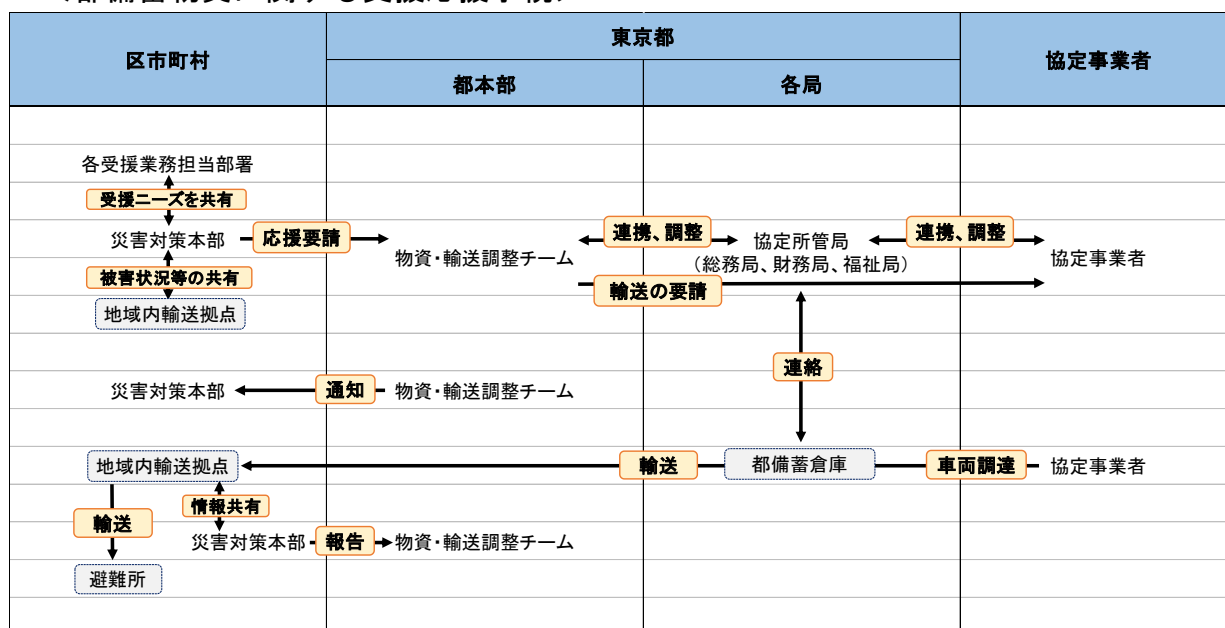 東京都
区市町村
協定事業者
都本部
各局
各受援業務担当部署
受援ニーズを共有
災害対策本部
応援要請
物資・輸送調整チーム
連携、調整
協定所管局
(総務局、財務局、福祉局)
連携、調整
協定事業者
被害状況等の共有
輸送の要請
地域内輸送拠点
連絡
災害対策本部
通知
物資・輸送調整チーム
地域内輸送拠点
輸送
都備蓄倉庫
車両調達
協定事業者
情報共有
輸送
災害対策本部
報告
物資・輸送調整チーム
避難所